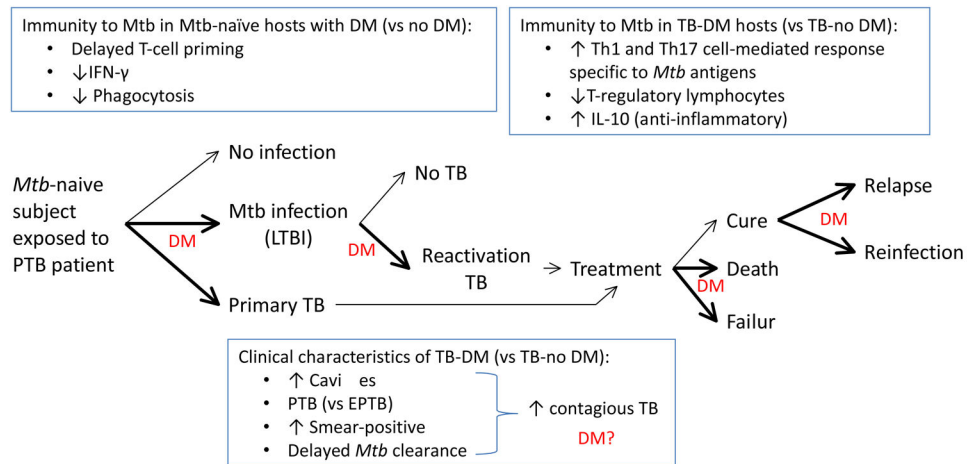 Immunity to Mtb in Mtb-naïve hosts with DM (vs no DM):
• Delayed T-cell priming
• ↓IFN-γ
• ↓ Phagocytosis
Immunity to Mtb in TB-DM hosts (vs TB-no DM):
• ↑ Th1 and Th17 cell-mediated response
specific to Mtb antigens
• ↓T-regulatory lymphocytes
• ↑ IL-10 (anti-inflammatory)
Mtb-naive
subject
exposed to
PTB patient
No infection
DM
Mtb infection
(LTBI)
Primary TB
No TB
DM
Reactivation
TB
Treatment
Cure
DM
Death
Failur
Relapse
DM
Reinfection
Clinical characteristics of TB-DM (vs TB-no DM):
• ↑ Cavi es
• PTB (vs EPTB)
• ↑ Smear-positive
• Delayed Mtb clearance
↑ contagious TB
DM?